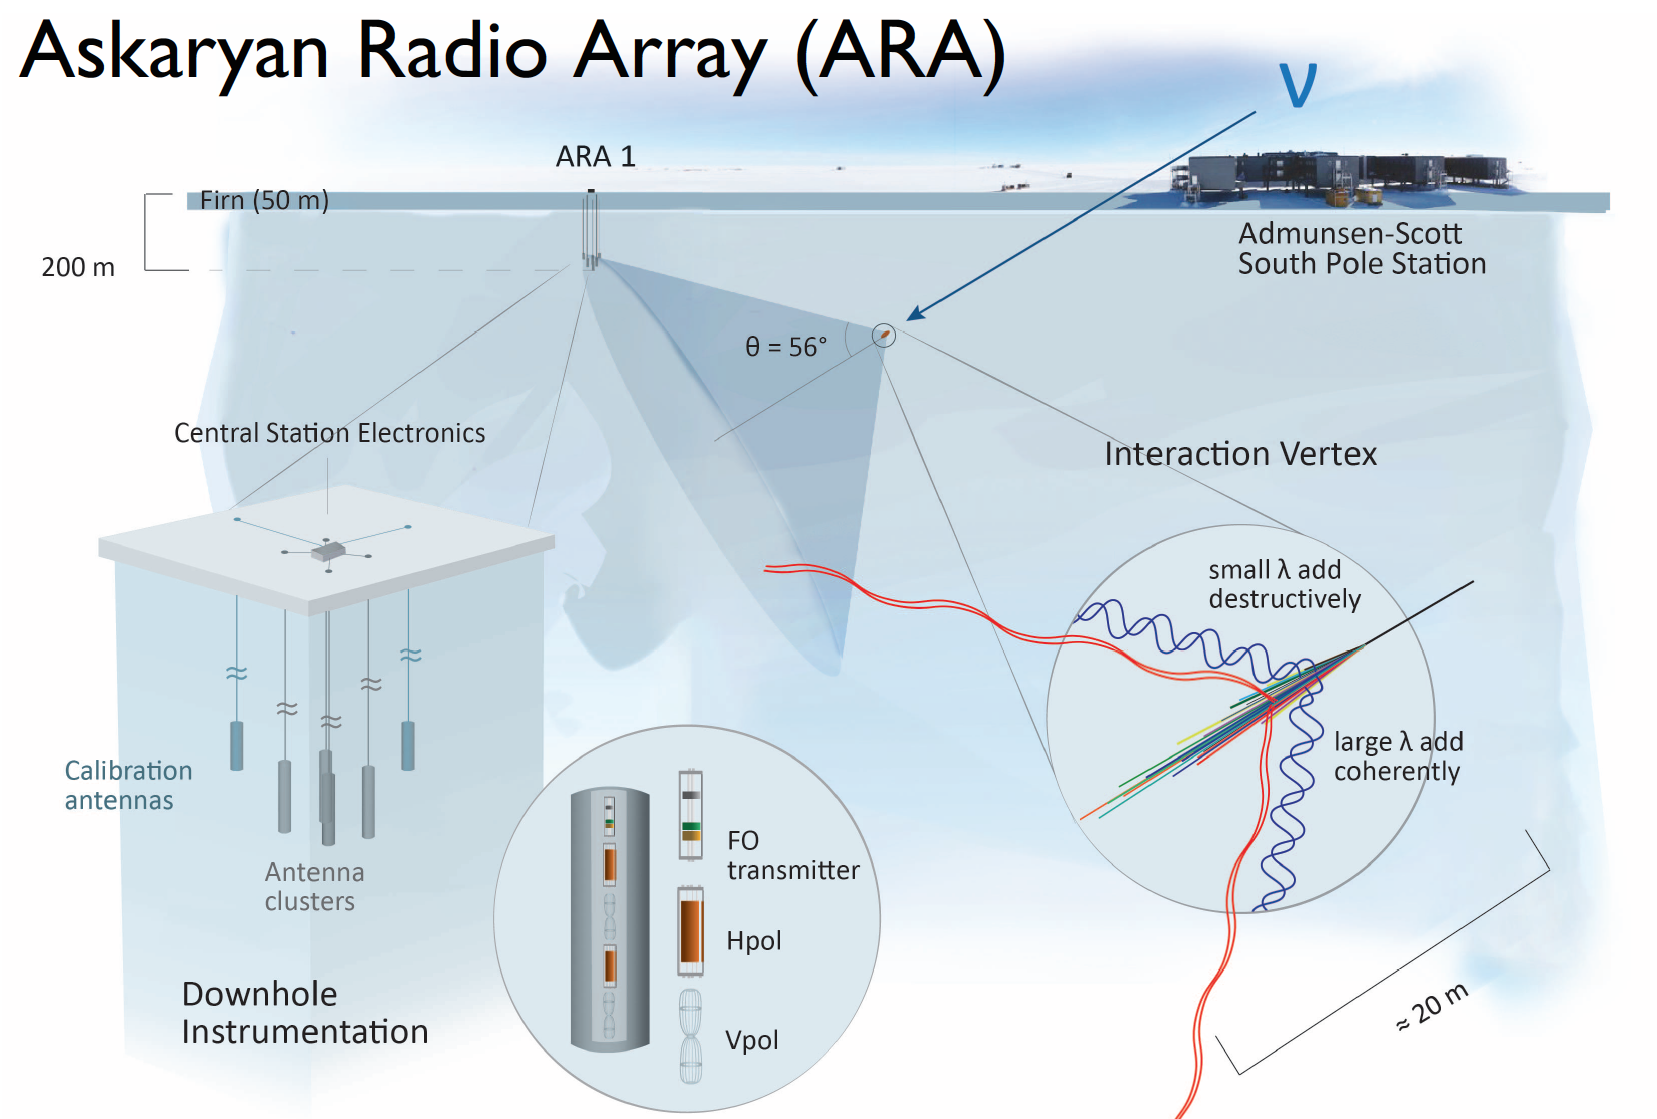 Askaryan Radio Array (ARA)
ν
ARA 1
Firn (50 m)
200 m
Admunsen-Scott
South Pole Station
θ = 56°
Central Station Electronics
Interaction Vertex
small λ add
destructively
large λ add
coherently
Calibration
antennas
Antenna
clusters
FO
transmitter
Hpol
Vpol
Downhole
Instrumentation
≈ 20 m